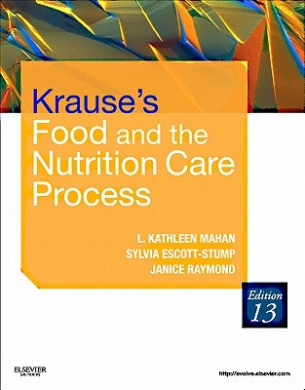 Krause's
Food and the
Nutrition Care
Process
L. KATHLEEN MAHAN
SYLVIA ESCOTT-STUMP
JANICE RAYMOND
Edition
13
ELSEVIER
http://evolve.elsevier.com